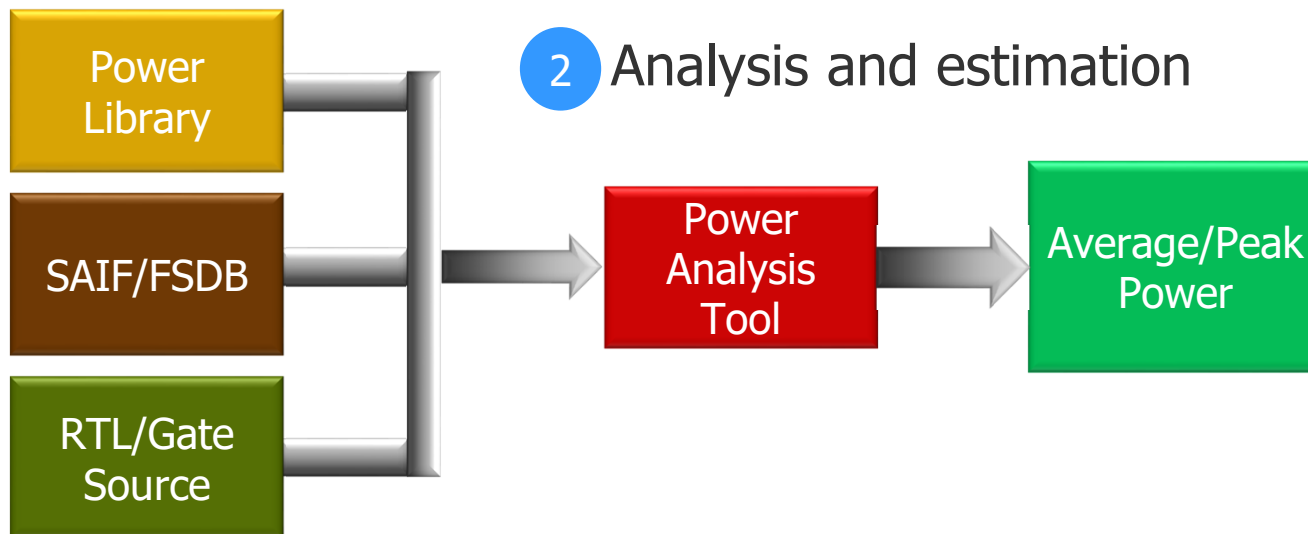 2 Analysis and estimation
Power
Library
SAIF/FSDB
RTL/Gate
Source
Power
Analysis
Tool
Average/Peak
Power